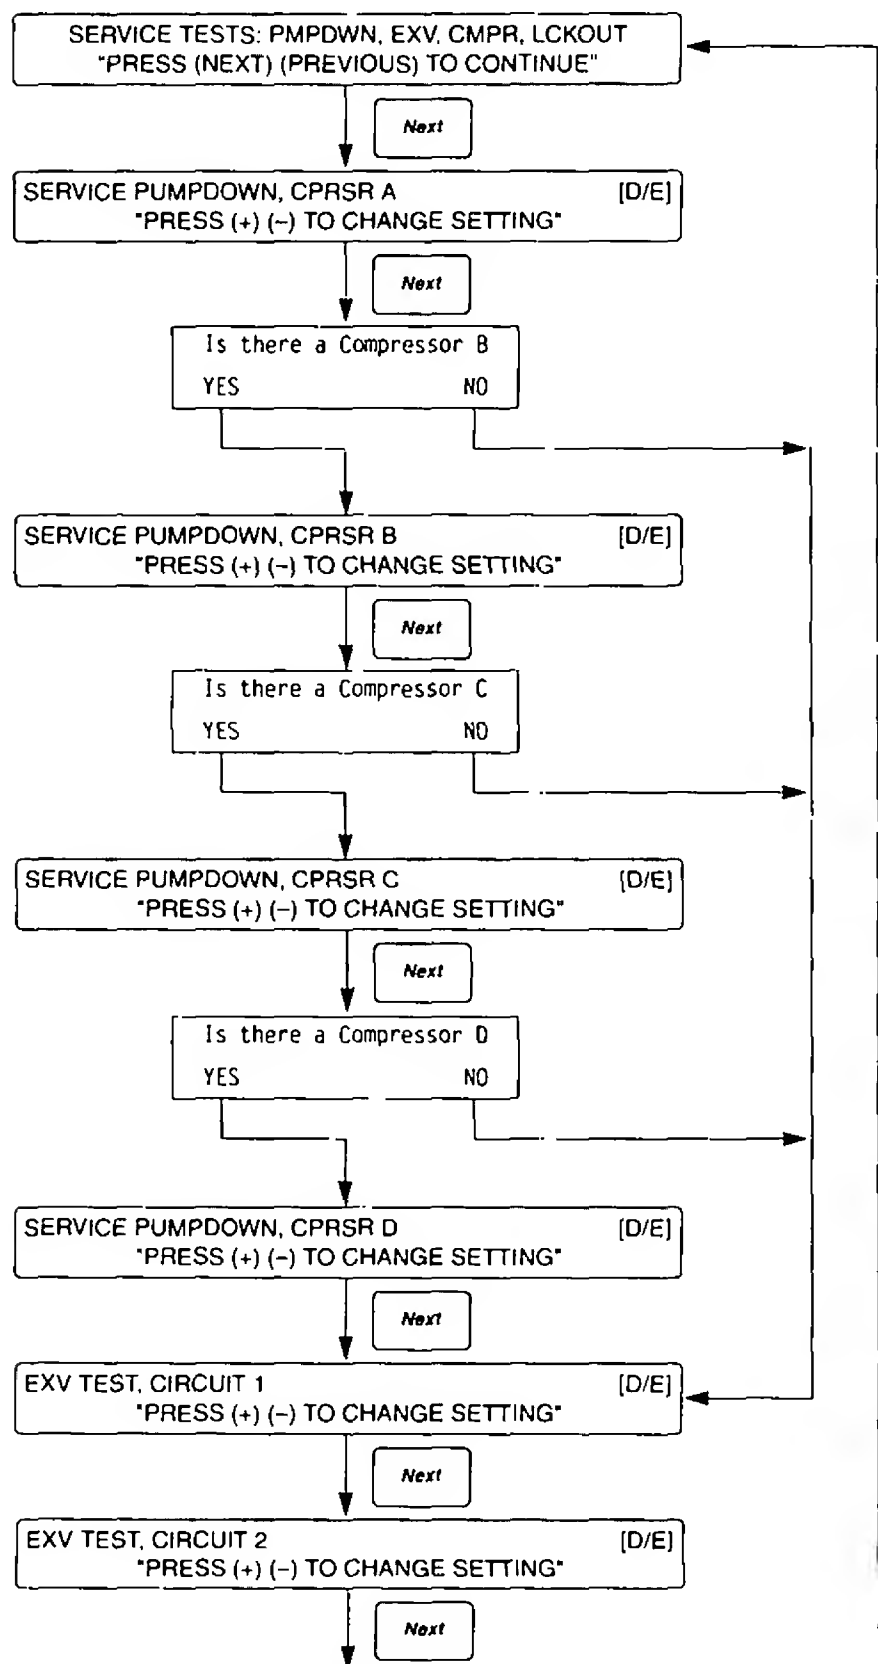 SERVICE TESTS: PMPDWN, EXV, CMPR, LCKOUT
"PRESS (NEXT) (PREVIOUS) TO CONTINUE"
Next
SERVICE PUMPDOWN, CPRSR A [D/E]
"PRESS (+) (–) TO CHANGE SETTING"
Next
Is there a Compressor B
YES NO
SERVICE PUMPDOWN, CPRSR B [D/E]
"PRESS (+) (–) TO CHANGE SETTING"
Next
Is there a Compressor C
YES NO
SERVICE PUMPDOWN, CPRSR C [D/E]
"PRESS (+) (–) TO CHANGE SETTING"
Next
Is there a Compressor D
YES NO
SERVICE PUMPDOWN, CPRSR D [D/E]
"PRESS (+) (–) TO CHANGE SETTING"
Next
EXV TEST, CIRCUIT 1 [D/E]
"PRESS (+) (–) TO CHANGE SETTING"
Next
EXV TEST, CIRCUIT 2 [D/E]
"PRESS (+) (–) TO CHANGE SETTING"
Next